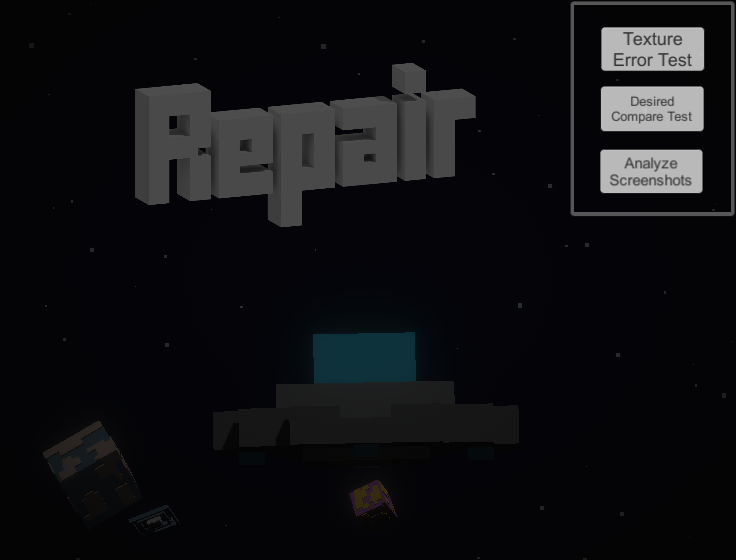 Repair
Texture
Error Test
Desired
Compare Test
Analyze
Screenshots